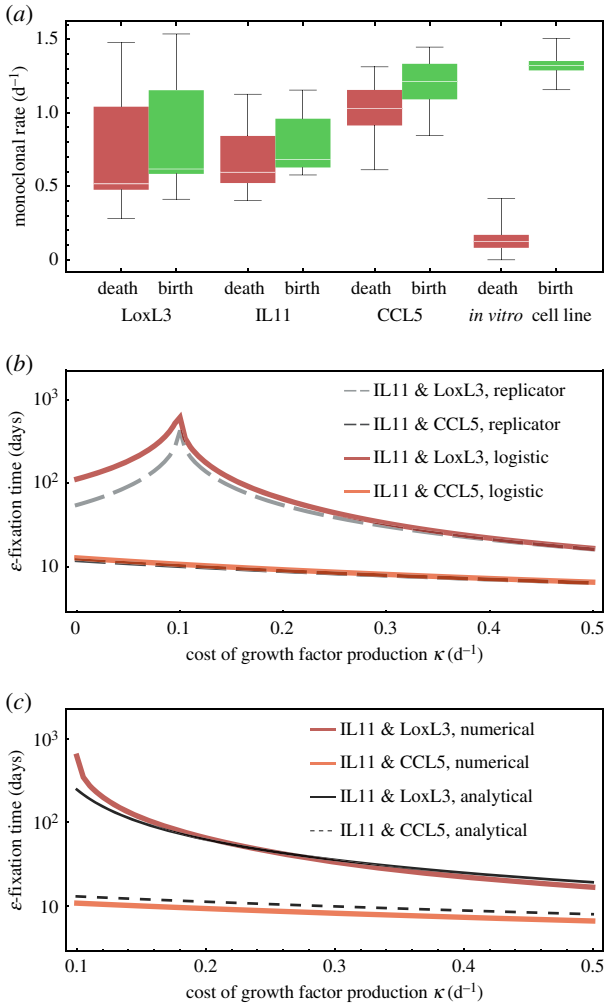 (a)
monoclonal rate (d⁻¹)
1.5
1.0
0.5
0
death birth death birth death birth death birth
LoxL3 IL11 CCL5 in vitro cell line
(b)
ε-fixation time (days)
10³
10²
10
IL11 & LoxL3, replicator
IL11 & CCL5, replicator
IL11 & LoxL3, logistic
IL11 & CCL5, logistic
0 0.1 0.2 0.3 0.4 0.5
cost of growth factor production κ (d⁻¹)
(c)
ε-fixation time (days)
10³
10²
10
IL11 & LoxL3, numerical
IL11 & CCL5, numerical
IL11 & LoxL3, analytical
IL11 & CCL5, analytical
0.1 0.2 0.3 0.4 0.5
cost of growth factor production κ (d⁻¹)